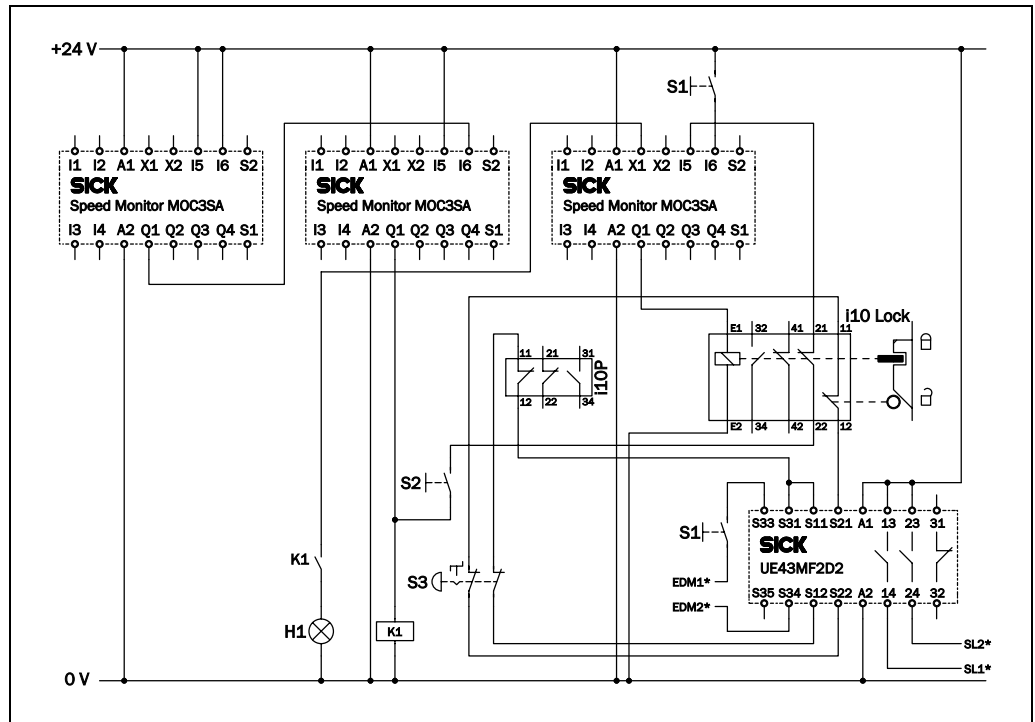 +24 V
S1
I1 I2 A1 X1 X2 I5 I6 S2
SICK
Speed Monitor MOC3SA
I3 I4 A2 Q1 Q2 Q3 Q4 S1
I1 I2 A1 X1 X2 I5 I6 S2
SICK
Speed Monitor MOC3SA
I3 I4 A2 Q1 Q2 Q3 Q4 S1
I1 I2 A1 X1 X2 I5 I6 S2
SICK
Speed Monitor MOC3SA
I3 I4 A2 Q1 Q2 Q3 Q4 S1
i10 Lock
E1 32 41 21 11
E2 34 42 22 12
11 21 31
i10P
12 22 34
S2
S1
S33 S31 S11 S21 A1 13 23 31
SICK
UE43MF2D2
S35 S34 S12 S22 A2 14 24 32
K1
S3
EDM1*
EDM2*
H1
K1
SL2*
SL1*
0 V